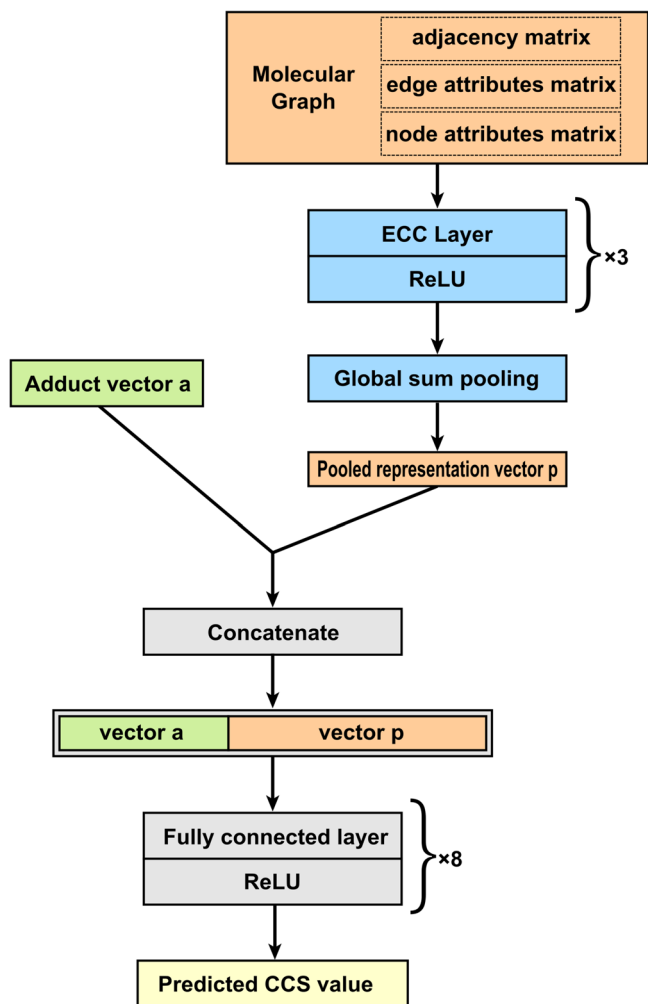 Molecular
Graph
adjacency matrix
edge attributes matrix
node attributes matrix
ECC Layer
ReLU
×3
Global sum pooling
Adduct vector a
Pooled representation vector p
Concatenate
vector a
vector p
Fully connected layer
ReLU
×8
Predicted CCS value